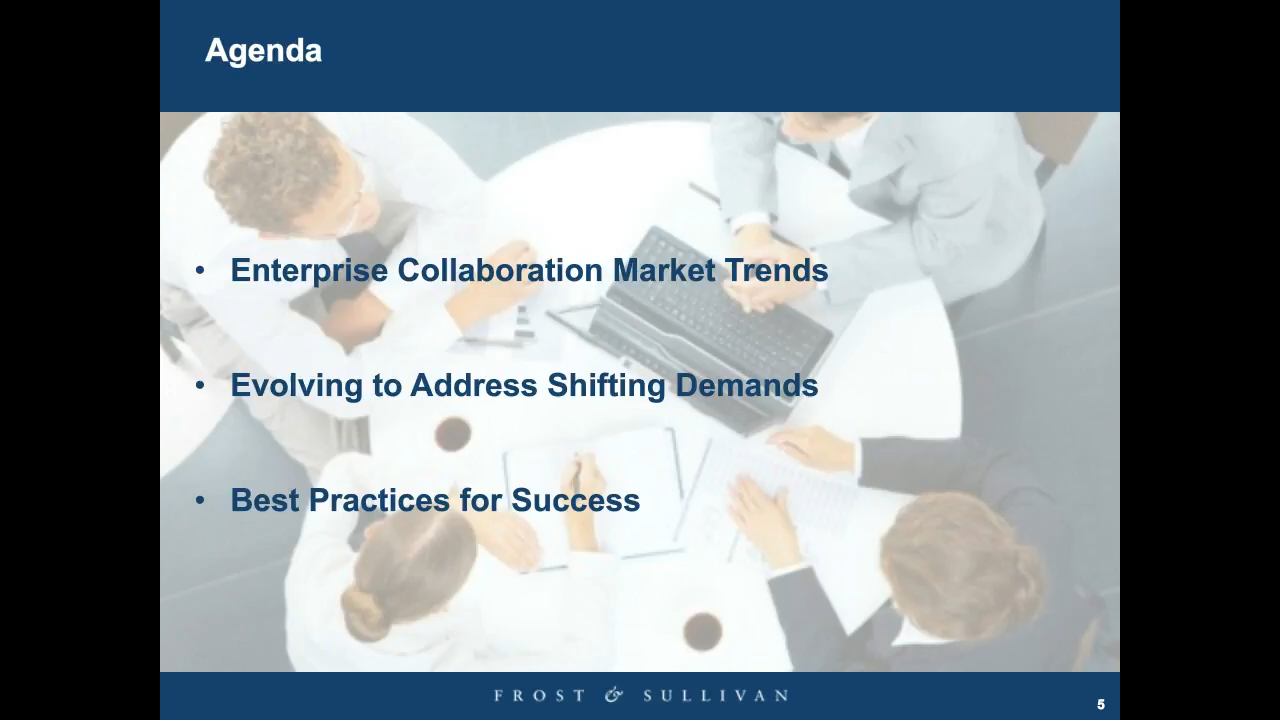 Agenda
• Enterprise Collaboration Market Trends
• Evolving to Address Shifting Demands
• Best Practices for Success
FROST & SULLIVAN
5